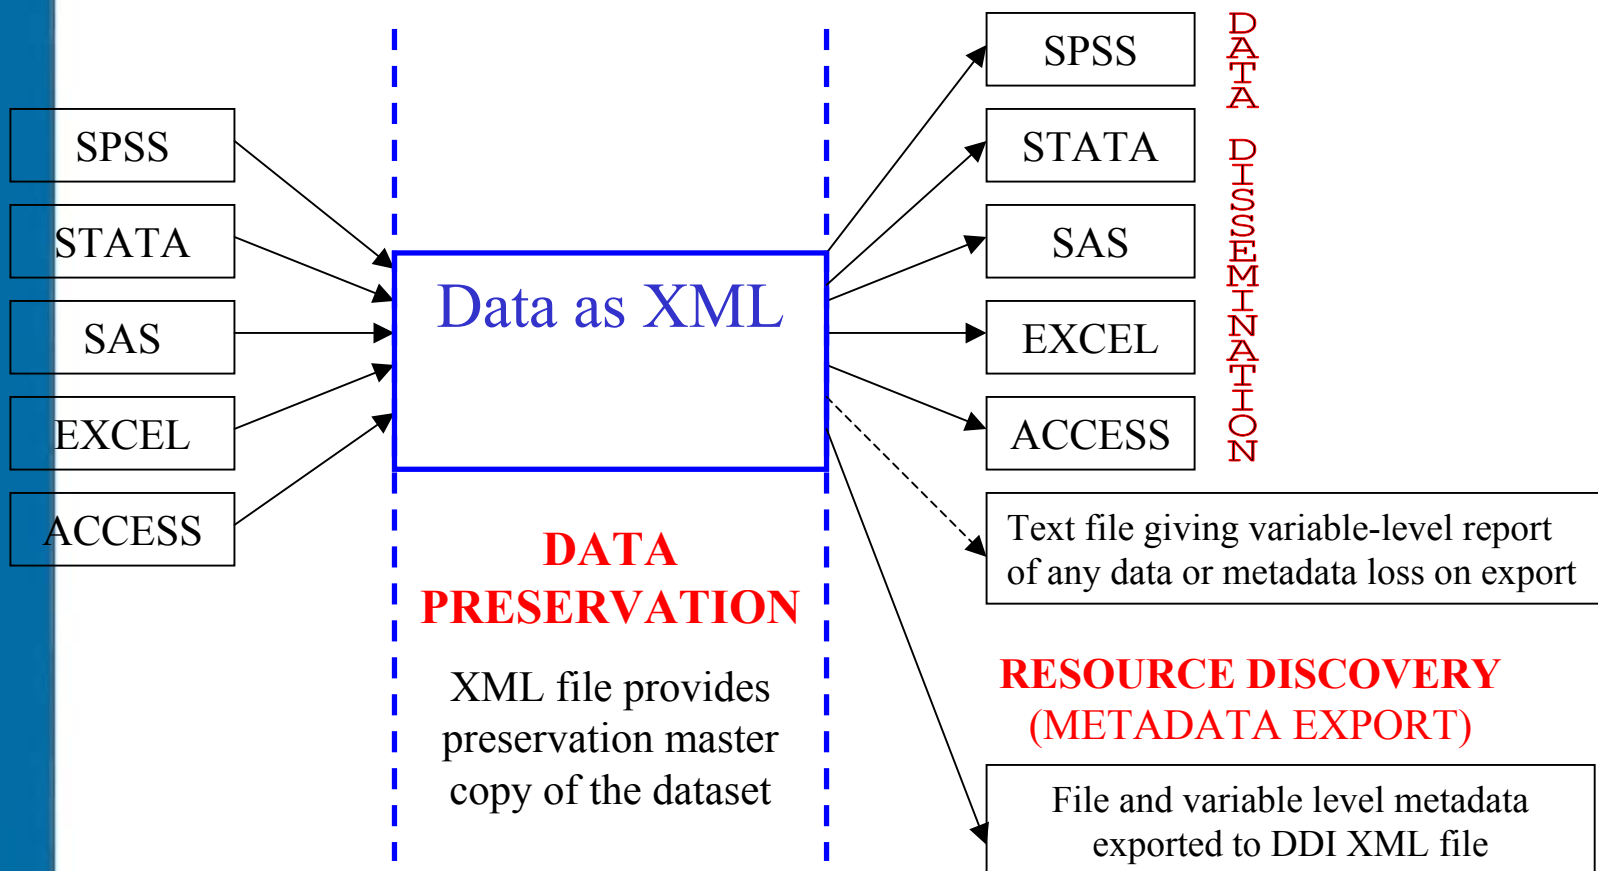 SPSS
STATA
SAS
EXCEL
ACCESS
Data as XML
DATA
PRESERVATION
XML file provides
preservation master
copy of the dataset
SPSS
STATA
SAS
EXCEL
ACCESS
DATA DISSEMINATION
Text file giving variable-level report
of any data or metadata loss on export
RESOURCE DISCOVERY
(METADATA EXPORT)
File and variable level metadata
exported to DDI XML file